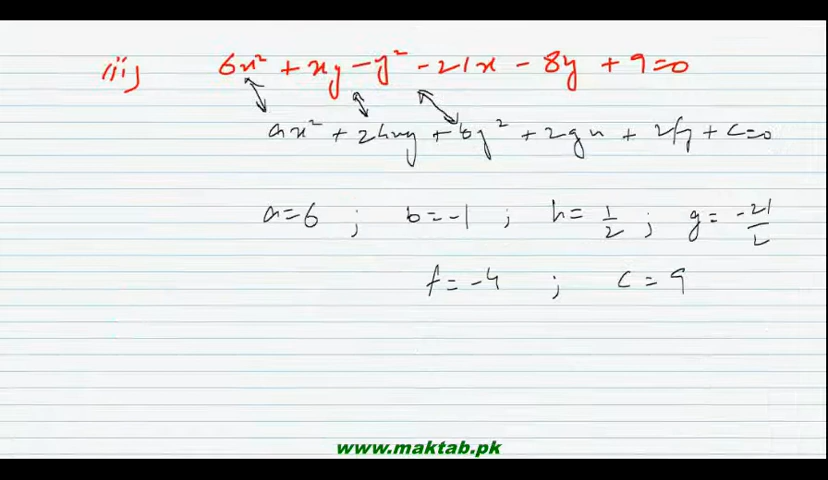 iii) 6x² + xy - y² - 21x - 8y + 9 = 0
ax² + 2hxy + by² + 2gx + 2fy + c = 0
a = 6 ; b = -1 ; h = 1/2 ; g = -21/2
f = -4 ; c = 9
www.maktab.pk